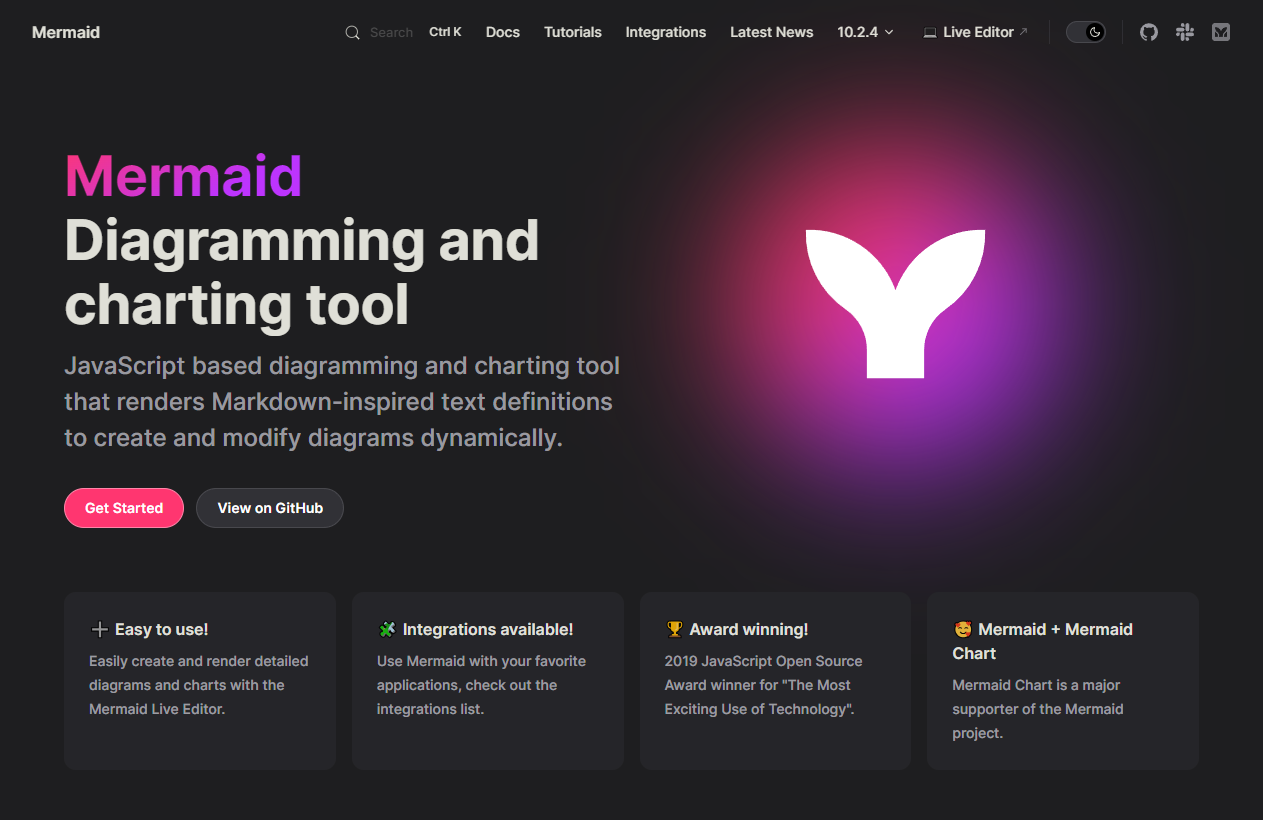 Mermaid
Search Ctrl K Docs Tutorials Integrations Latest News 10.2.4 Live Editor
Mermaid
Diagramming and
charting tool
JavaScript based diagramming and charting tool
that renders Markdown-inspired text definitions
to create and modify diagrams dynamically.
Get Started View on GitHub
Easy to use!
Easily create and render detailed
diagrams and charts with the
Mermaid Live Editor.
Integrations available!
Use Mermaid with your favorite
applications, check out the
integrations list.
Award winning!
2019 JavaScript Open Source
Award winner for "The Most
Exciting Use of Technology".
Mermaid + Mermaid
Chart
Mermaid Chart is a major
supporter of the Mermaid
project.